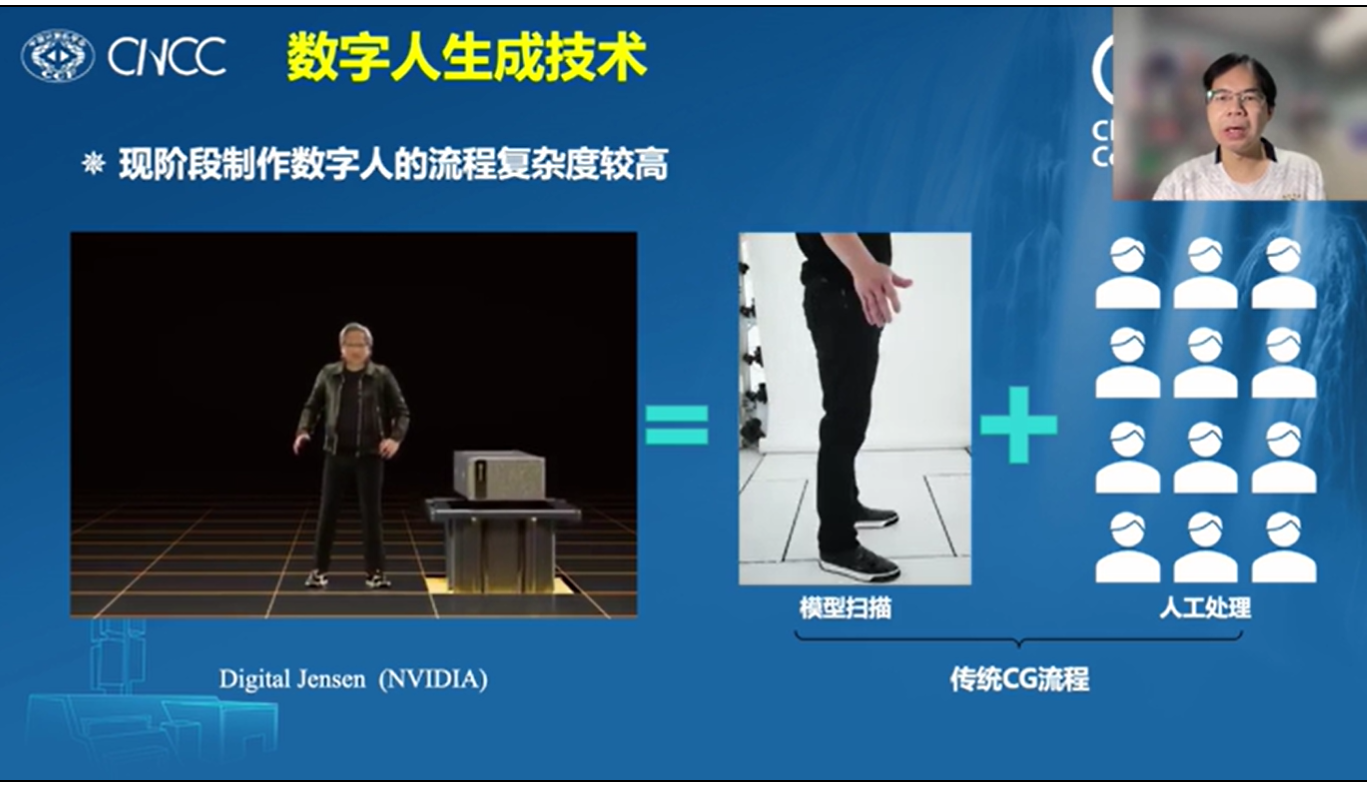 CNCC
数字人生成技术
现阶段制作数字人的流程复杂度较高
模型扫描
人工处理
Digital Jensen (NVIDIA)
传统CG流程